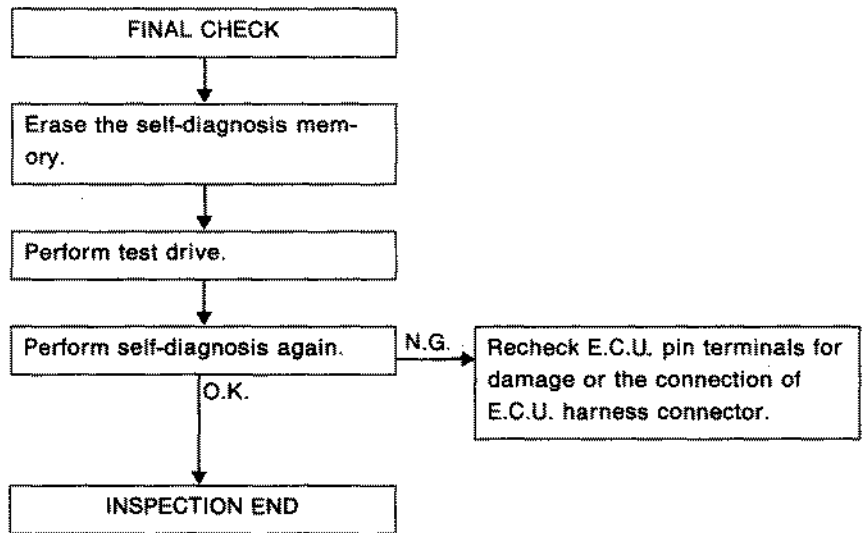 FINAL CHECK
Erase the self-diagnosis mem-
ory.
Perform test drive.
Perform self-diagnosis again.
N.G.
Recheck E.C.U. pin terminals for
damage or the connection of
E.C.U. harness connector.
O.K.
INSPECTION END